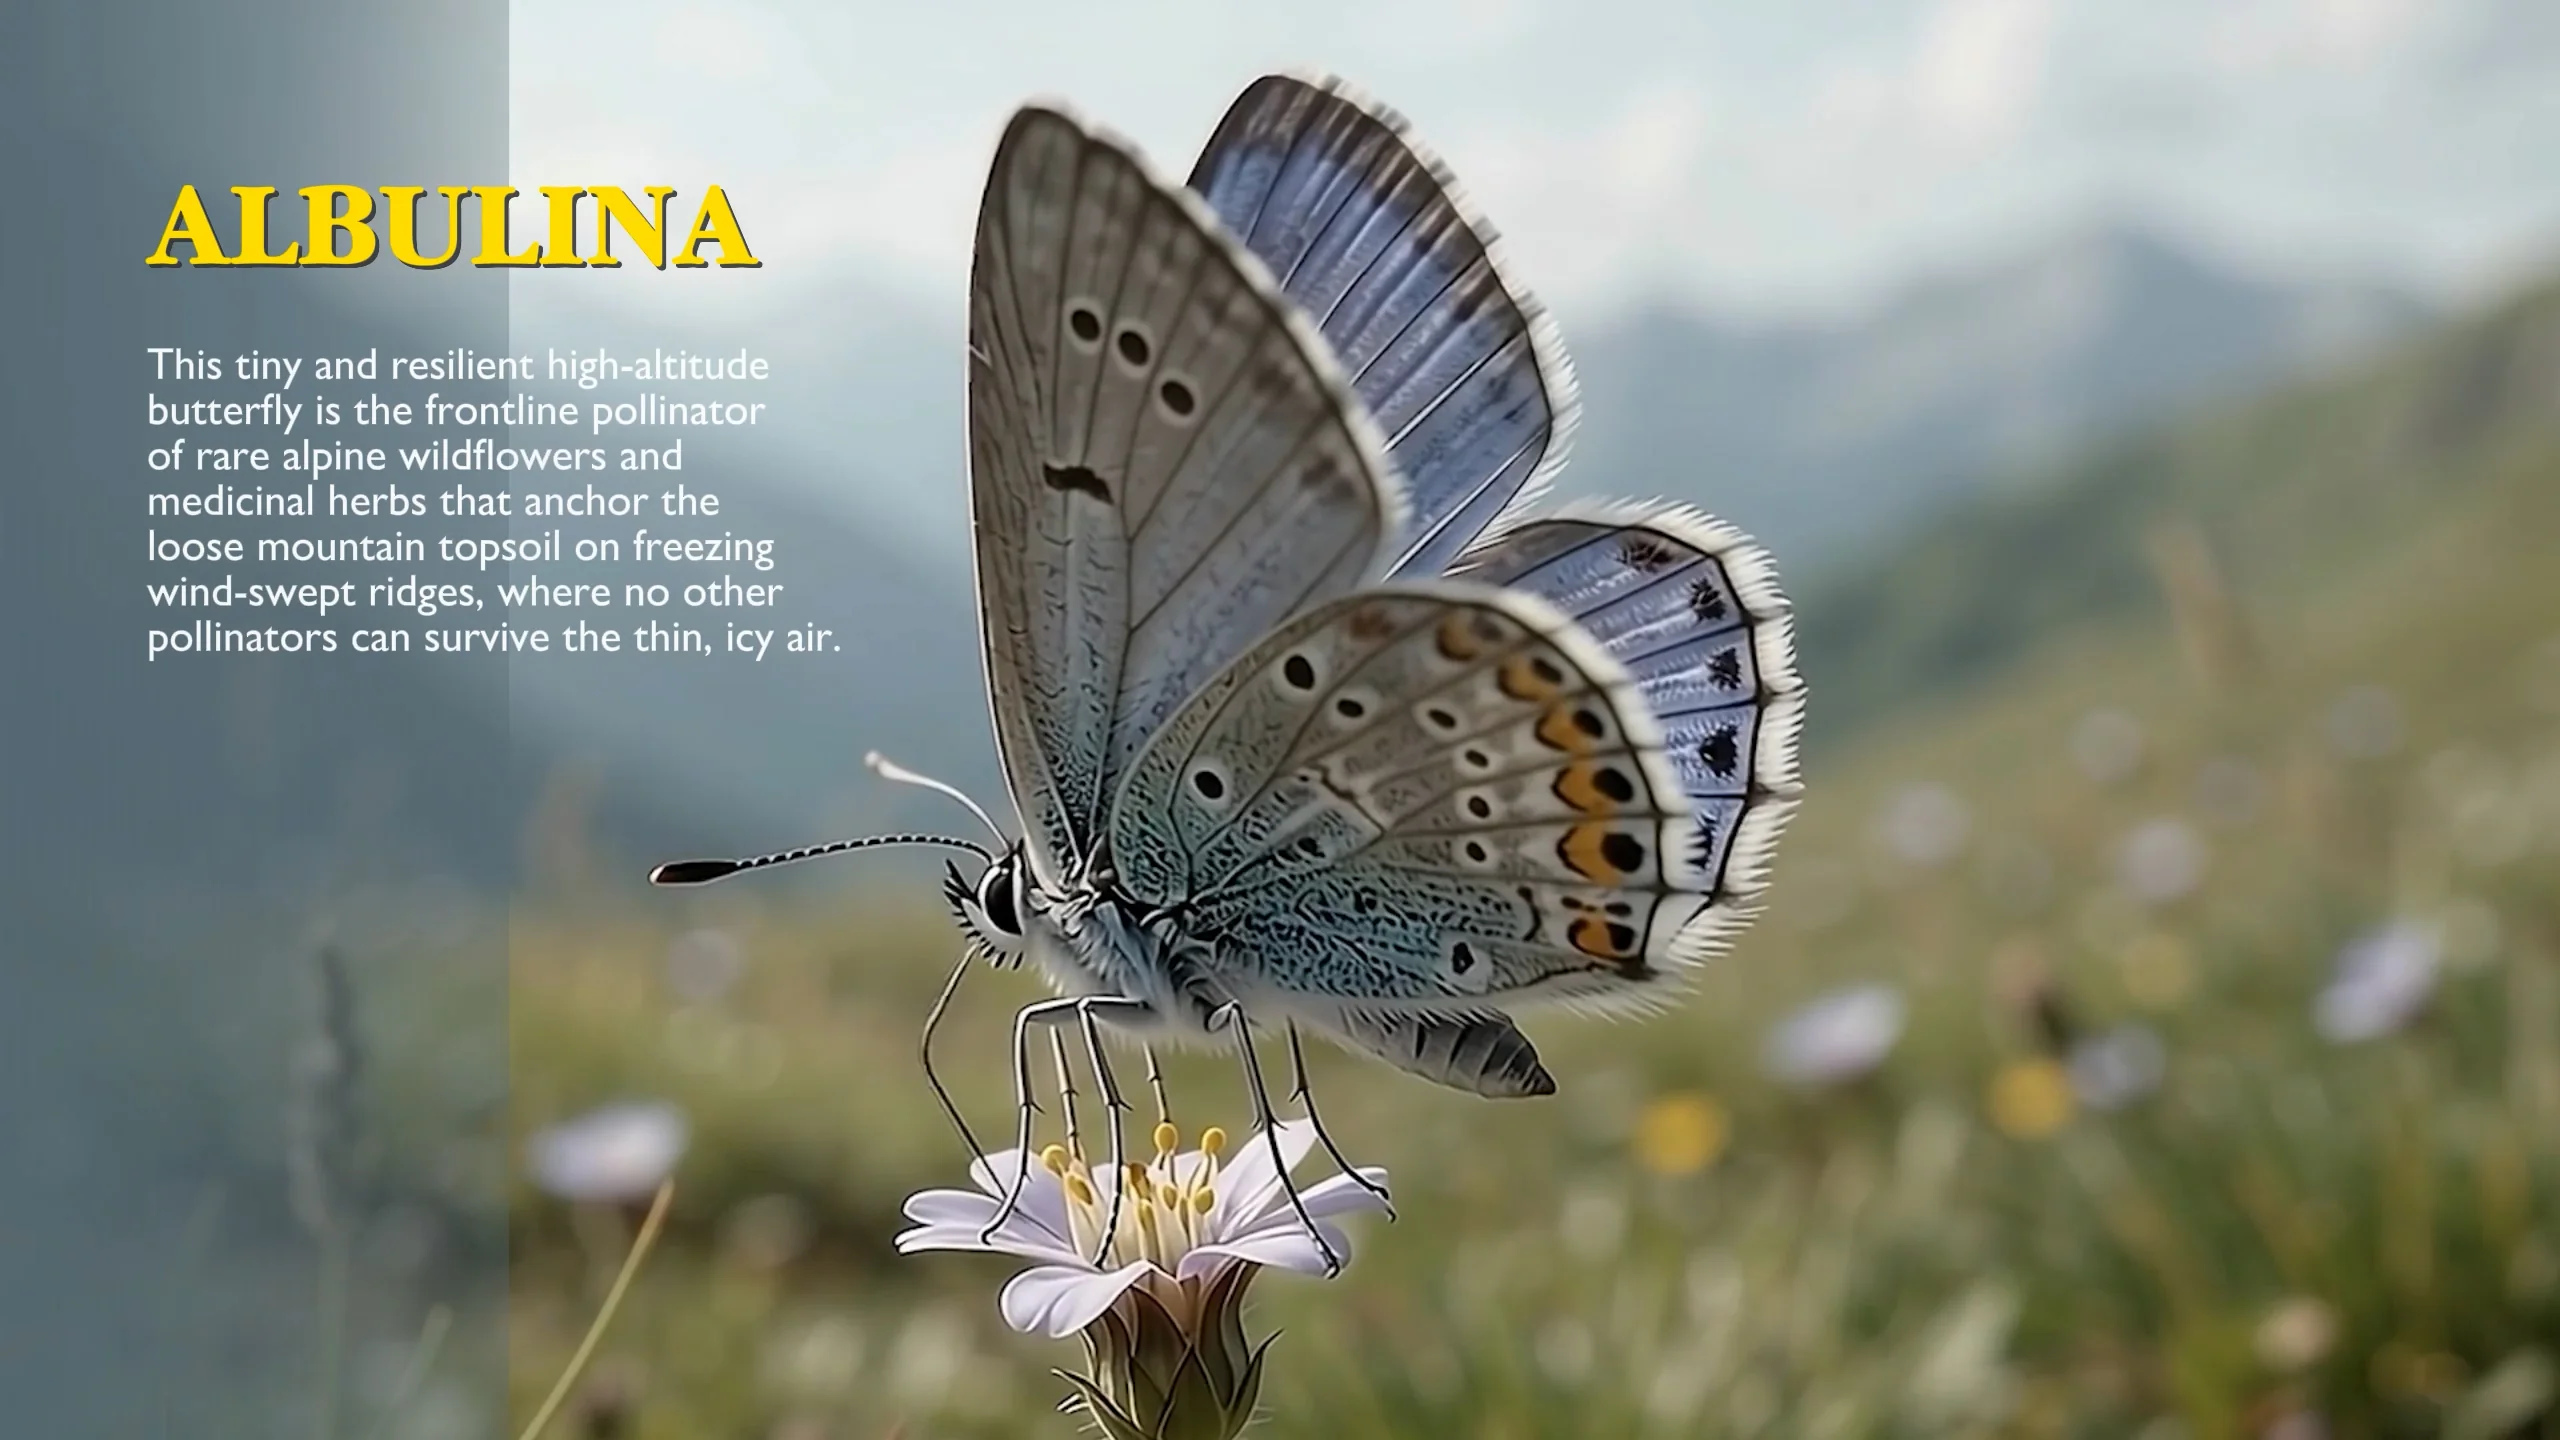 ALBULINA
This tiny and resilient high-altitude
butterfly is the frontline pollinator
of rare alpine wildflowers and
medicinal herbs that anchor the
loose mountain topsoil on freezing
wind-swept ridges, where no other
pollinators can survive the thin, icy air.